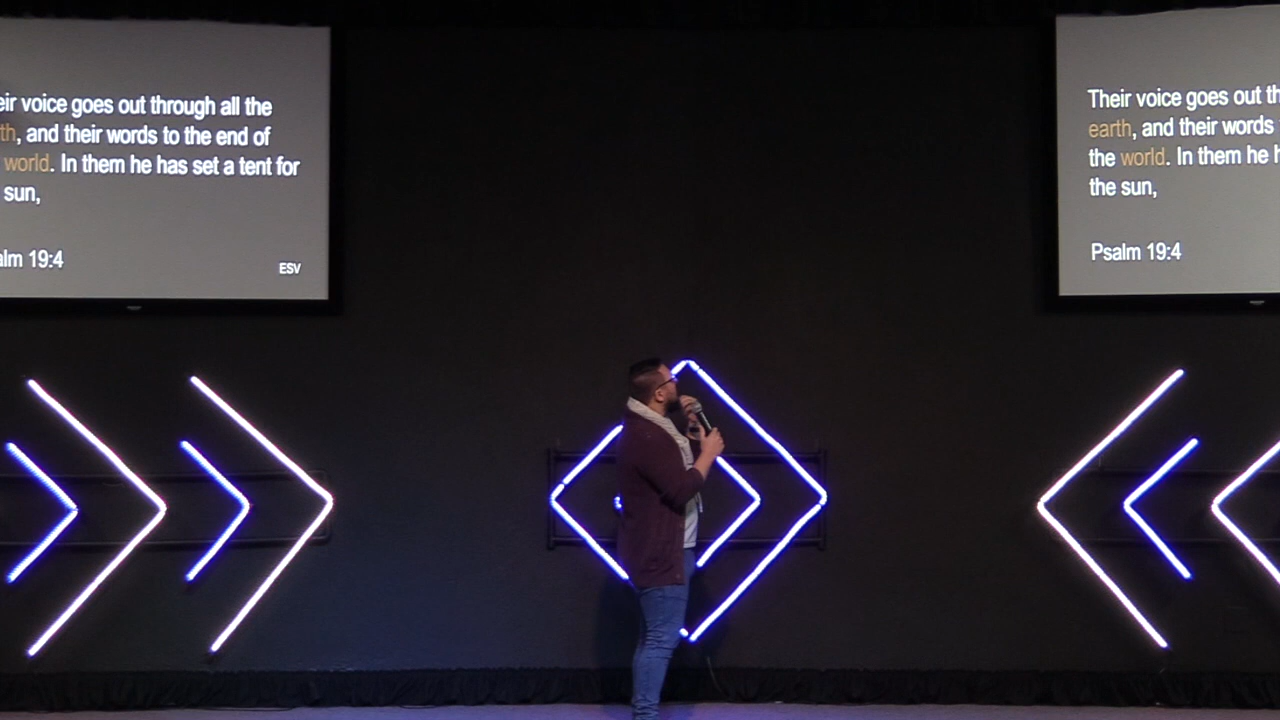 eir voice goes out through all the
th, and their words to the end of
world. In them he has set a tent for
sun,
alm 19:4
ESV
Their voice goes out th
earth, and their words
the world. In them he h
the sun,
Psalm 19:4